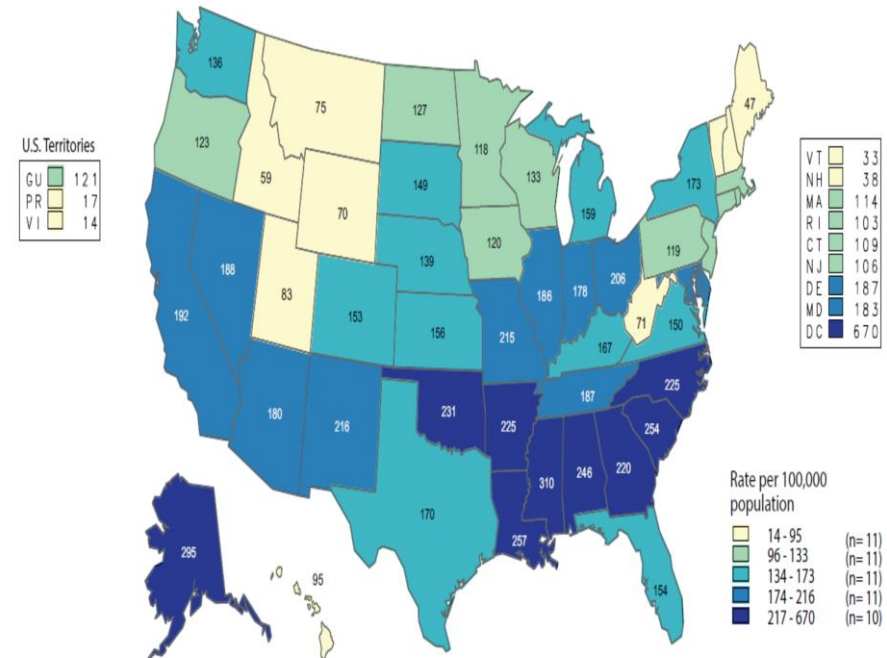 136
75
127
118
47
123
59
149
133
159
173
70
120
119
188
83
139
186
178
206
192
153
156
215
71
150
167
187
225
180
216
231
225
254
310
246
220
170
257
154
295
95
U.S. Territories
GU 121
PR 17
VI 14
VT 33
NH 38
MA 114
RI 103
CT 109
NJ 106
DE 187
MD 183
DC 670
Rate per 100,000
population
14 - 95 (n= 11)
96 - 133 (n= 11)
134 - 173 (n= 11)
174 - 216 (n= 11)
217 - 670 (n= 10)